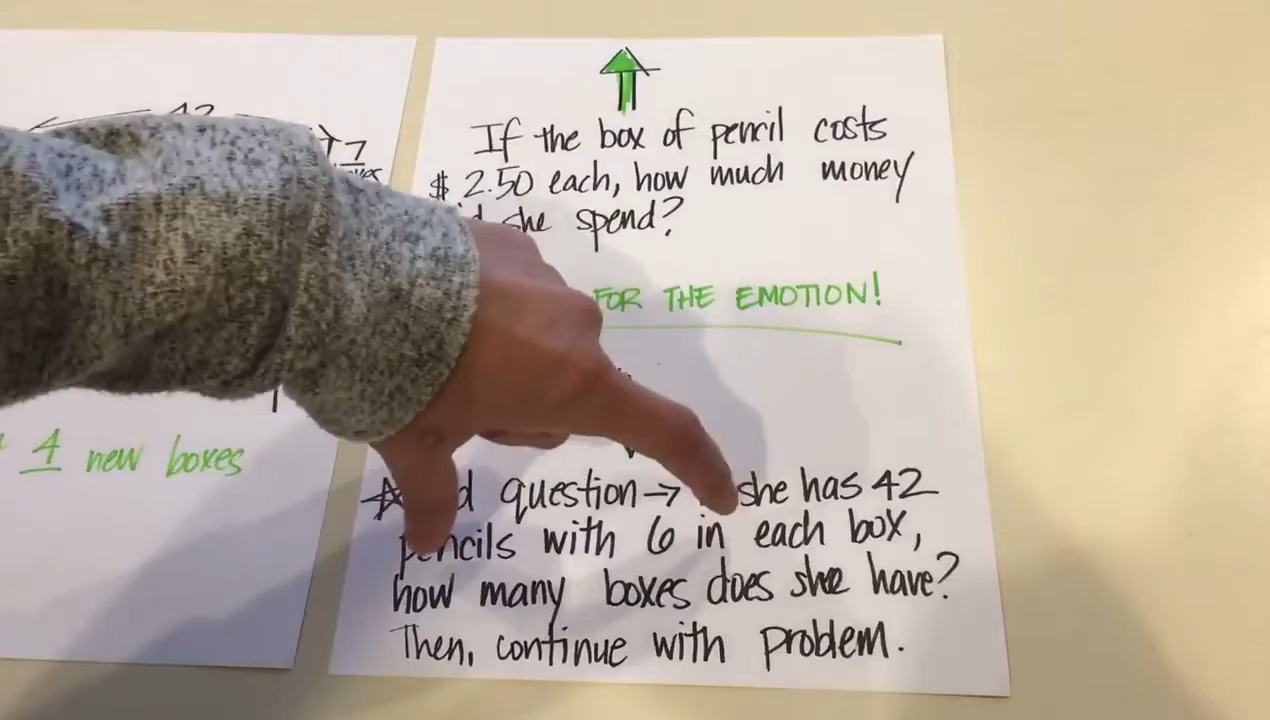 42
7
If the box of pencil costs
$2.50 each, how much money
she spend?
FOR THE EMOTION!
4 new boxes
question → she has 42
pencils with 6 in each box,
how many boxes does she have?
Then, continue with problem.